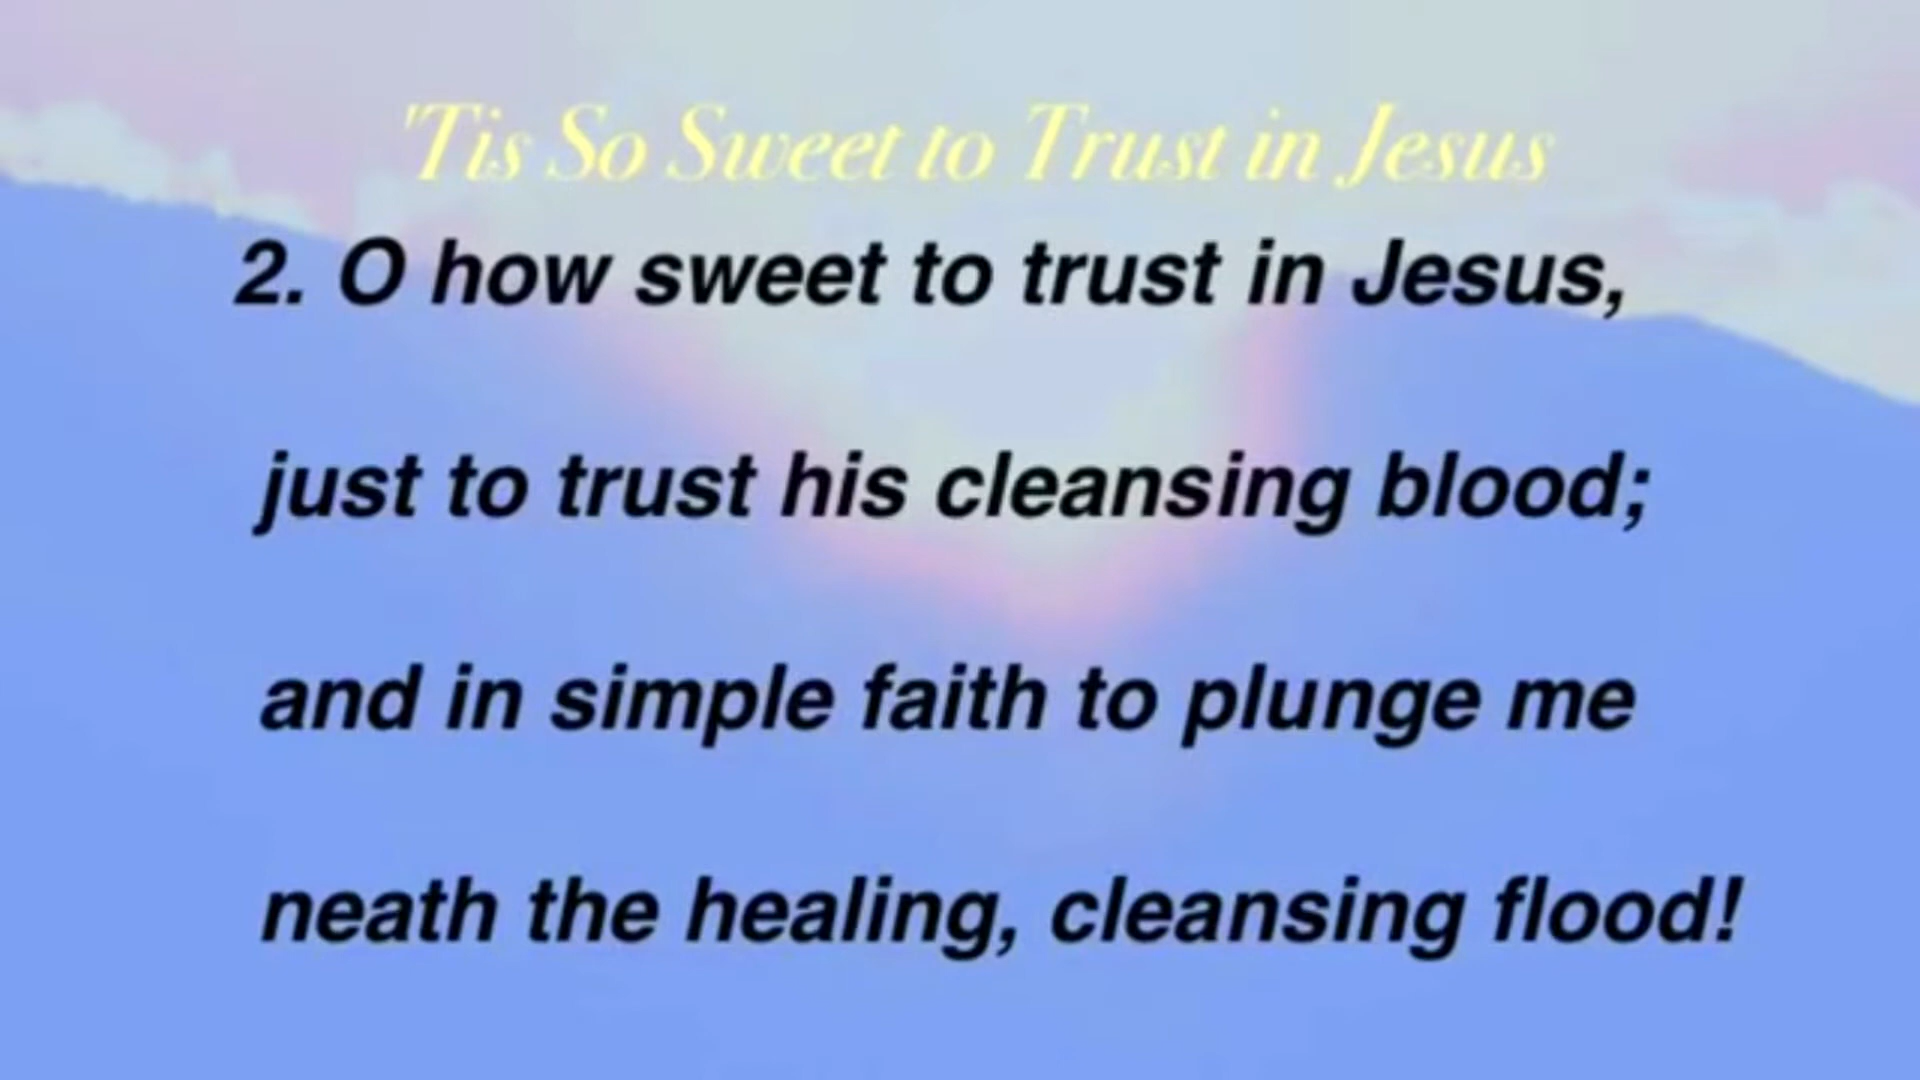 'Tis So Sweet to Trust in Jesus
2. O how sweet to trust in Jesus,
just to trust his cleansing blood;
and in simple faith to plunge me
neath the healing, cleansing flood!